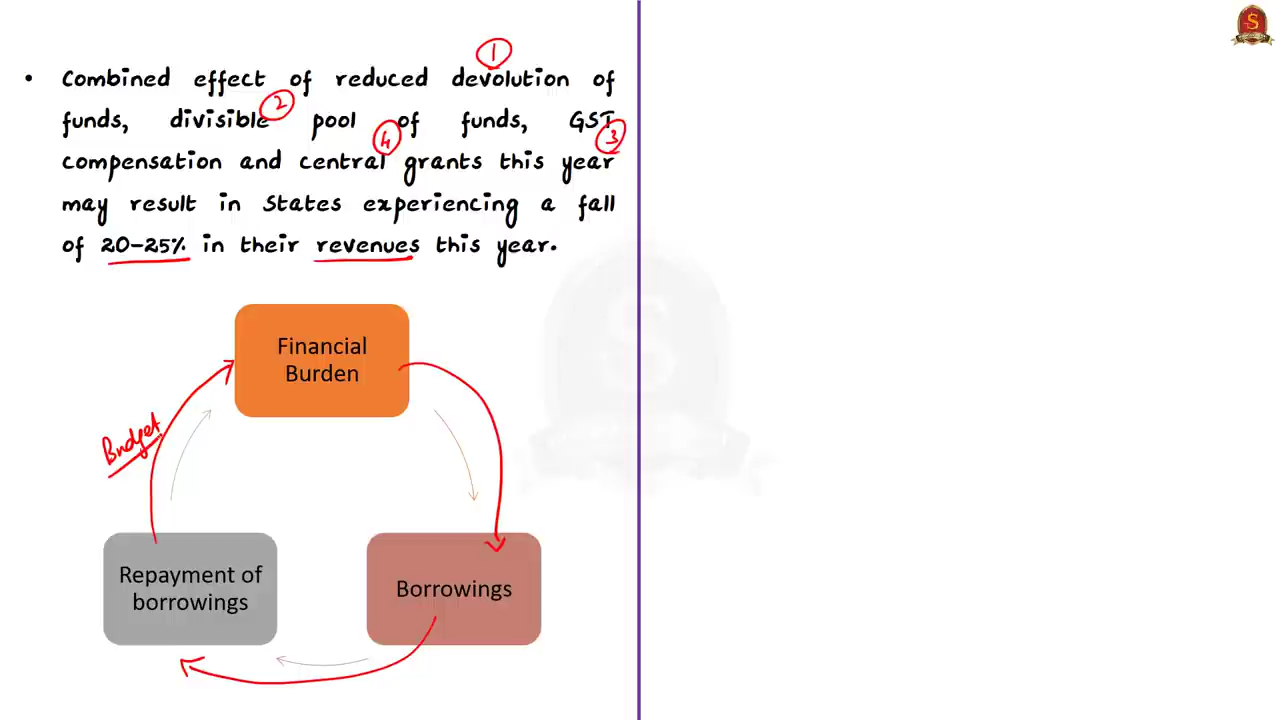 ①
• Combined effect of reduced devolution of
②
funds, divisible pool of funds, GST
④ ③
compensation and central grants this year
may result in States experiencing a fall
of 20-25% in their revenues this year.
Financial
Burden
Budget
Repayment of
borrowings
Borrowings
S